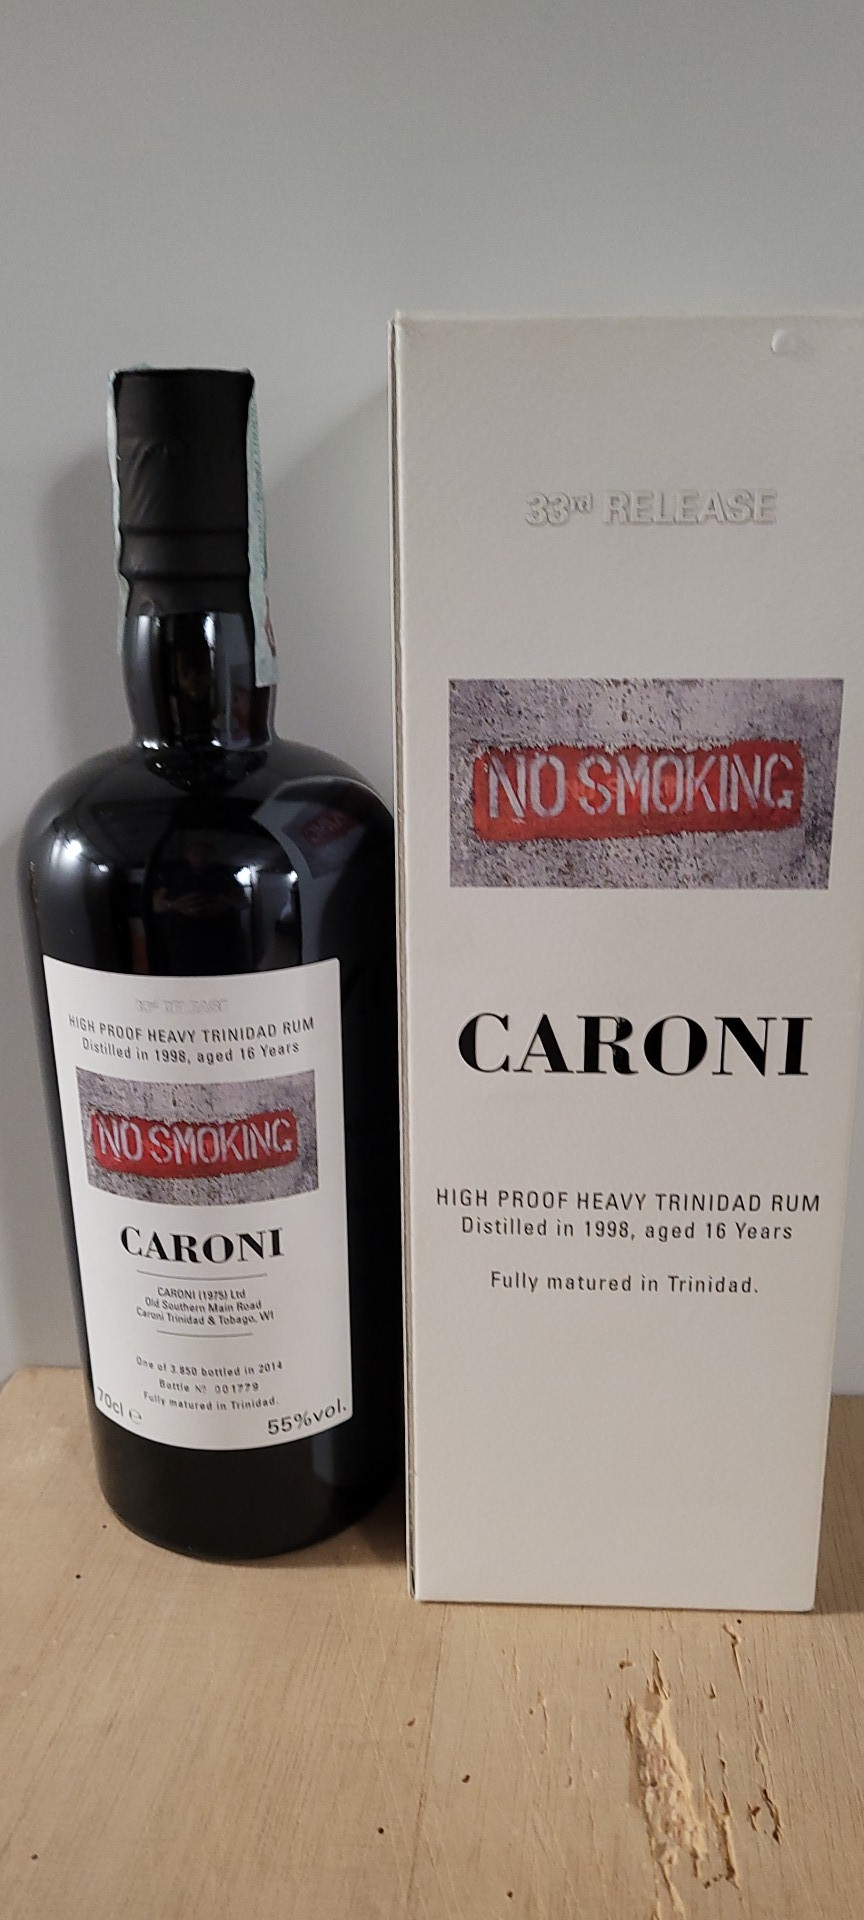 33rd RELEASE
HIGH PROOF HEAVY TRINIDAD RUM
Distilled in 1998, aged 16 Years
NO SMOKING
CARONI
CARONI (1975) Ltd
Old Southern Main Road
Caroni Trinidad & Tobago, WI
One of 3.850 bottled in 2014
Bottle Nº 001779
Fully matured in Trinidad.
70cl e
55%vol.
33rd RELEASE
NO SMOKING
CARONI
HIGH PROOF HEAVY TRINIDAD RUM
Distilled in 1998, aged 16 Years
Fully matured in Trinidad.